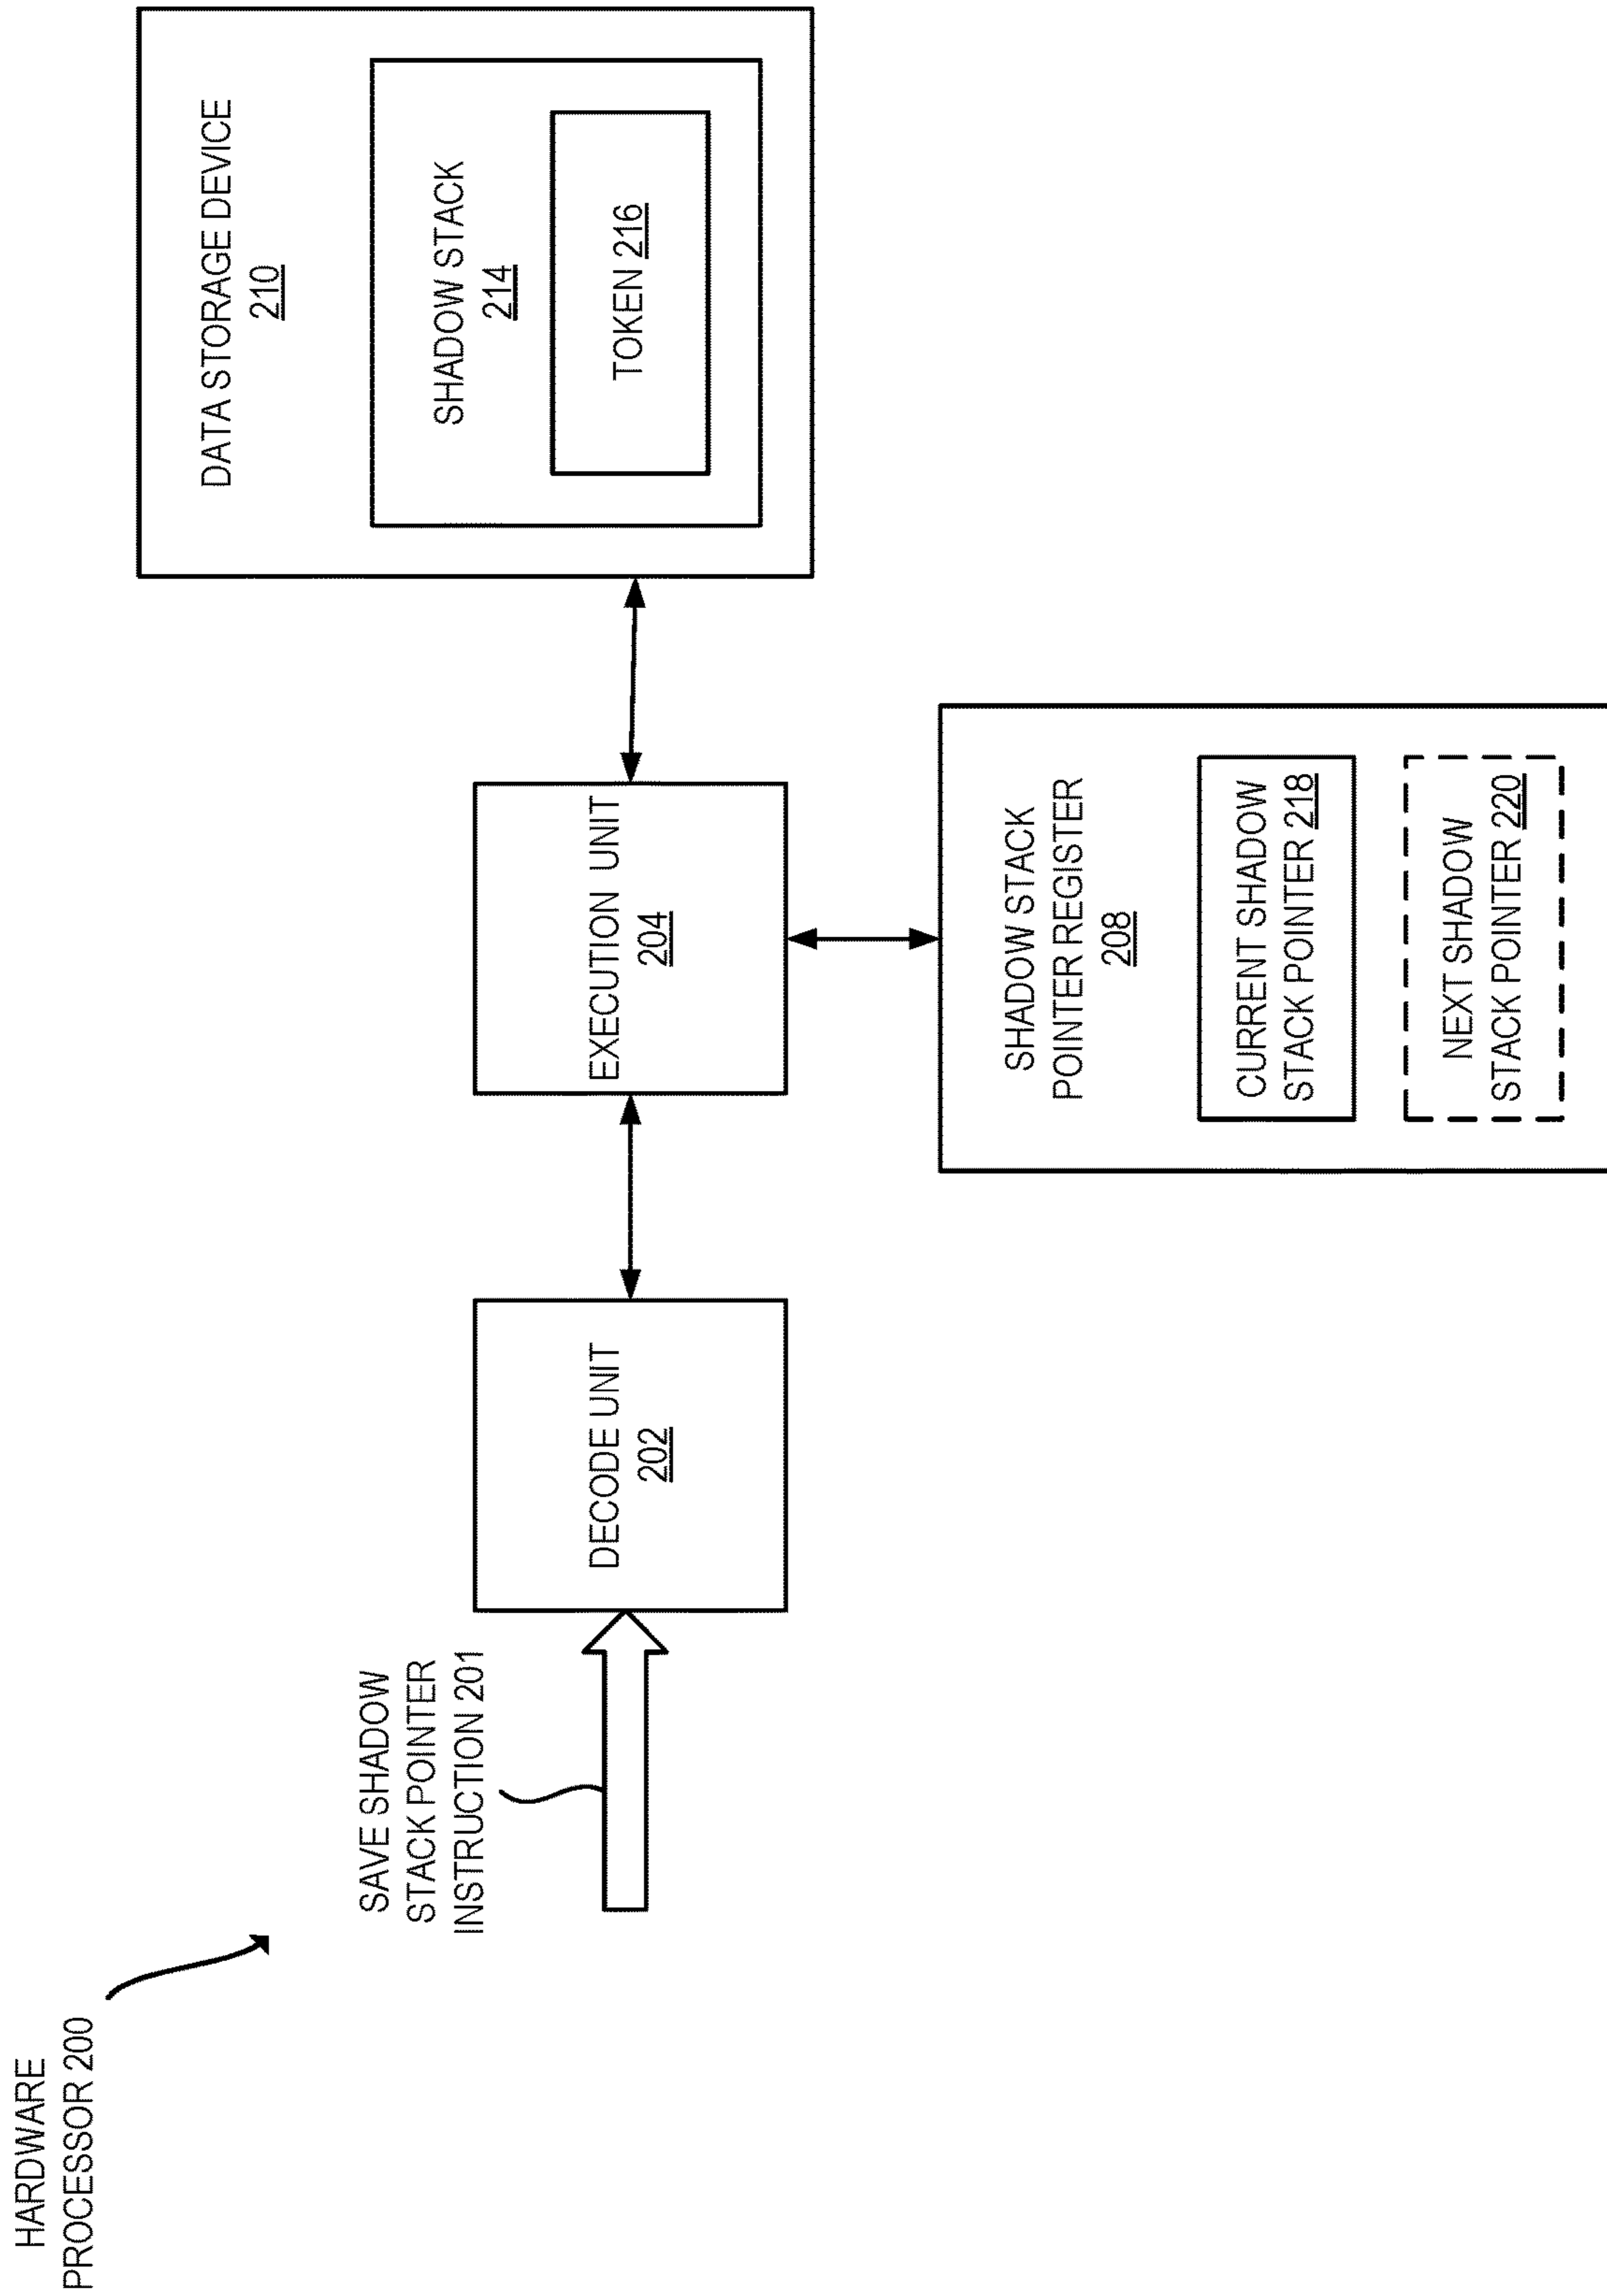 HARDWARE
PROCESSOR 200
SAVE SHADOW
STACK POINTER
INSTRUCTION 201
DECODE UNIT
202
EXECUTION UNIT
204
SHADOW STACK
POINTER REGISTER
208
CURRENT SHADOW
STACK POINTER 218
NEXT SHADOW
STACK POINTER 220
DATA STORAGE DEVICE
210
SHADOW STACK
214
TOKEN 216